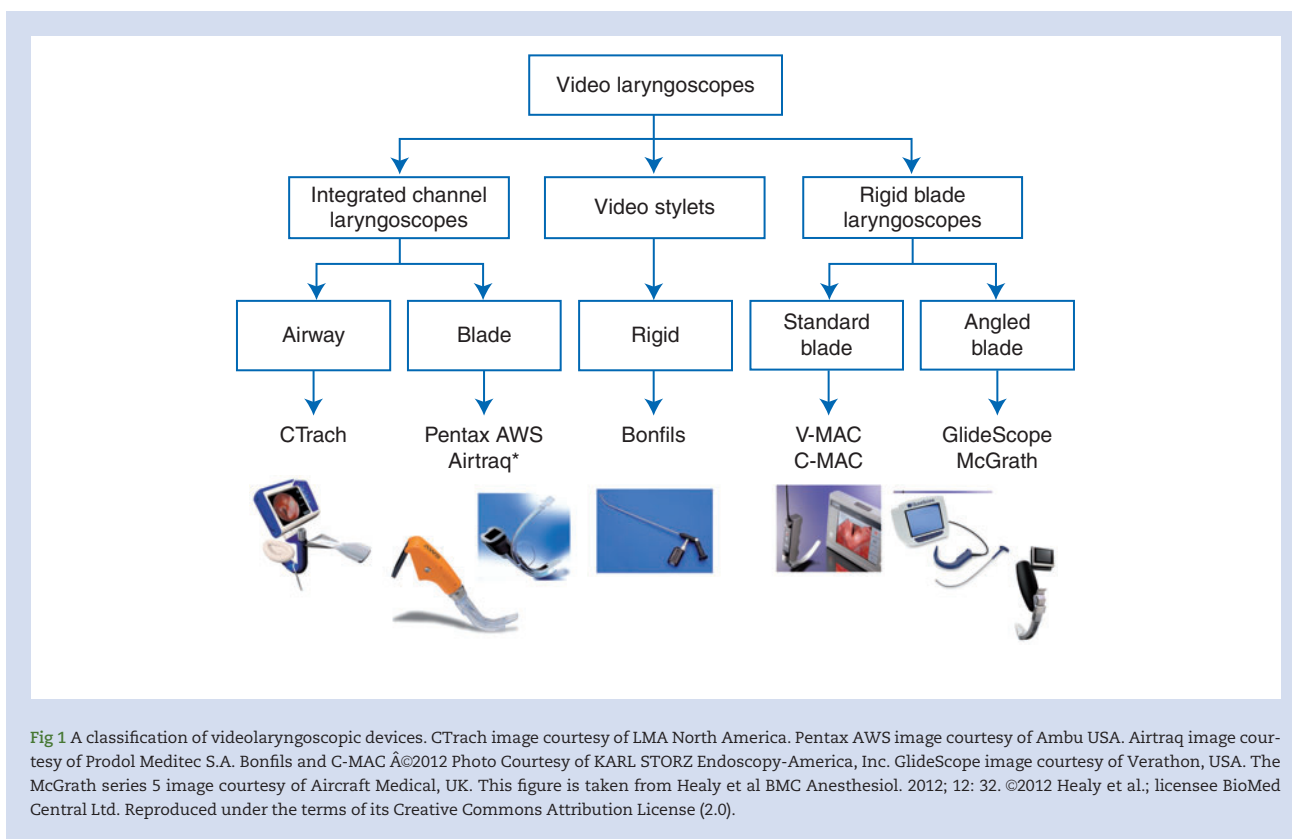 Video laryngoscopes
Integrated channel
laryngoscopes
Video stylets
Rigid blade
laryngoscopes
Airway
Blade
Rigid
Standard
blade
Angled
blade
CTrach
Pentax AWS
Airtraq*
Bonfils
V-MAC
C-MAC
GlideScope
McGrath
Fig 1 A classification of videolaryngoscopic devices. CTrach image courtesy of LMA North America. Pentax AWS image courtesy of Ambu USA. Airtraq image cour-
tesy of Prodol Meditec S.A. Bonfils and C-MAC Â©2012 Photo Courtesy of KARL STORZ Endoscopy-America, Inc. GlideScope image courtesy of Verathon, USA. The
McGrath series 5 image courtesy of Aircraft Medical, UK. This figure is taken from Healy et al BMC Anesthesiol. 2012; 12: 32. ©2012 Healy et al.; licensee BioMed
Central Ltd. Reproduced under the terms of its Creative Commons Attribution License (2.0).